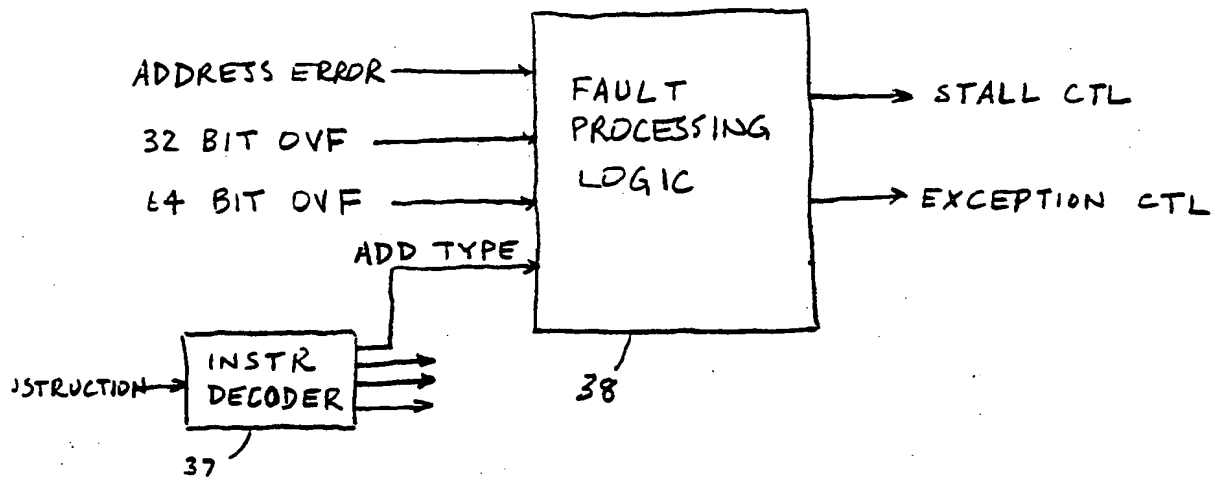 ADDRESS ERROR
32 BIT OVF
64 BIT OVF
ADD TYPE
FAULT
PROCESSING
LOGIC
STALL CTL
EXCEPTION CTL
JSTRUCTION
INSTR
DECODER
37
38